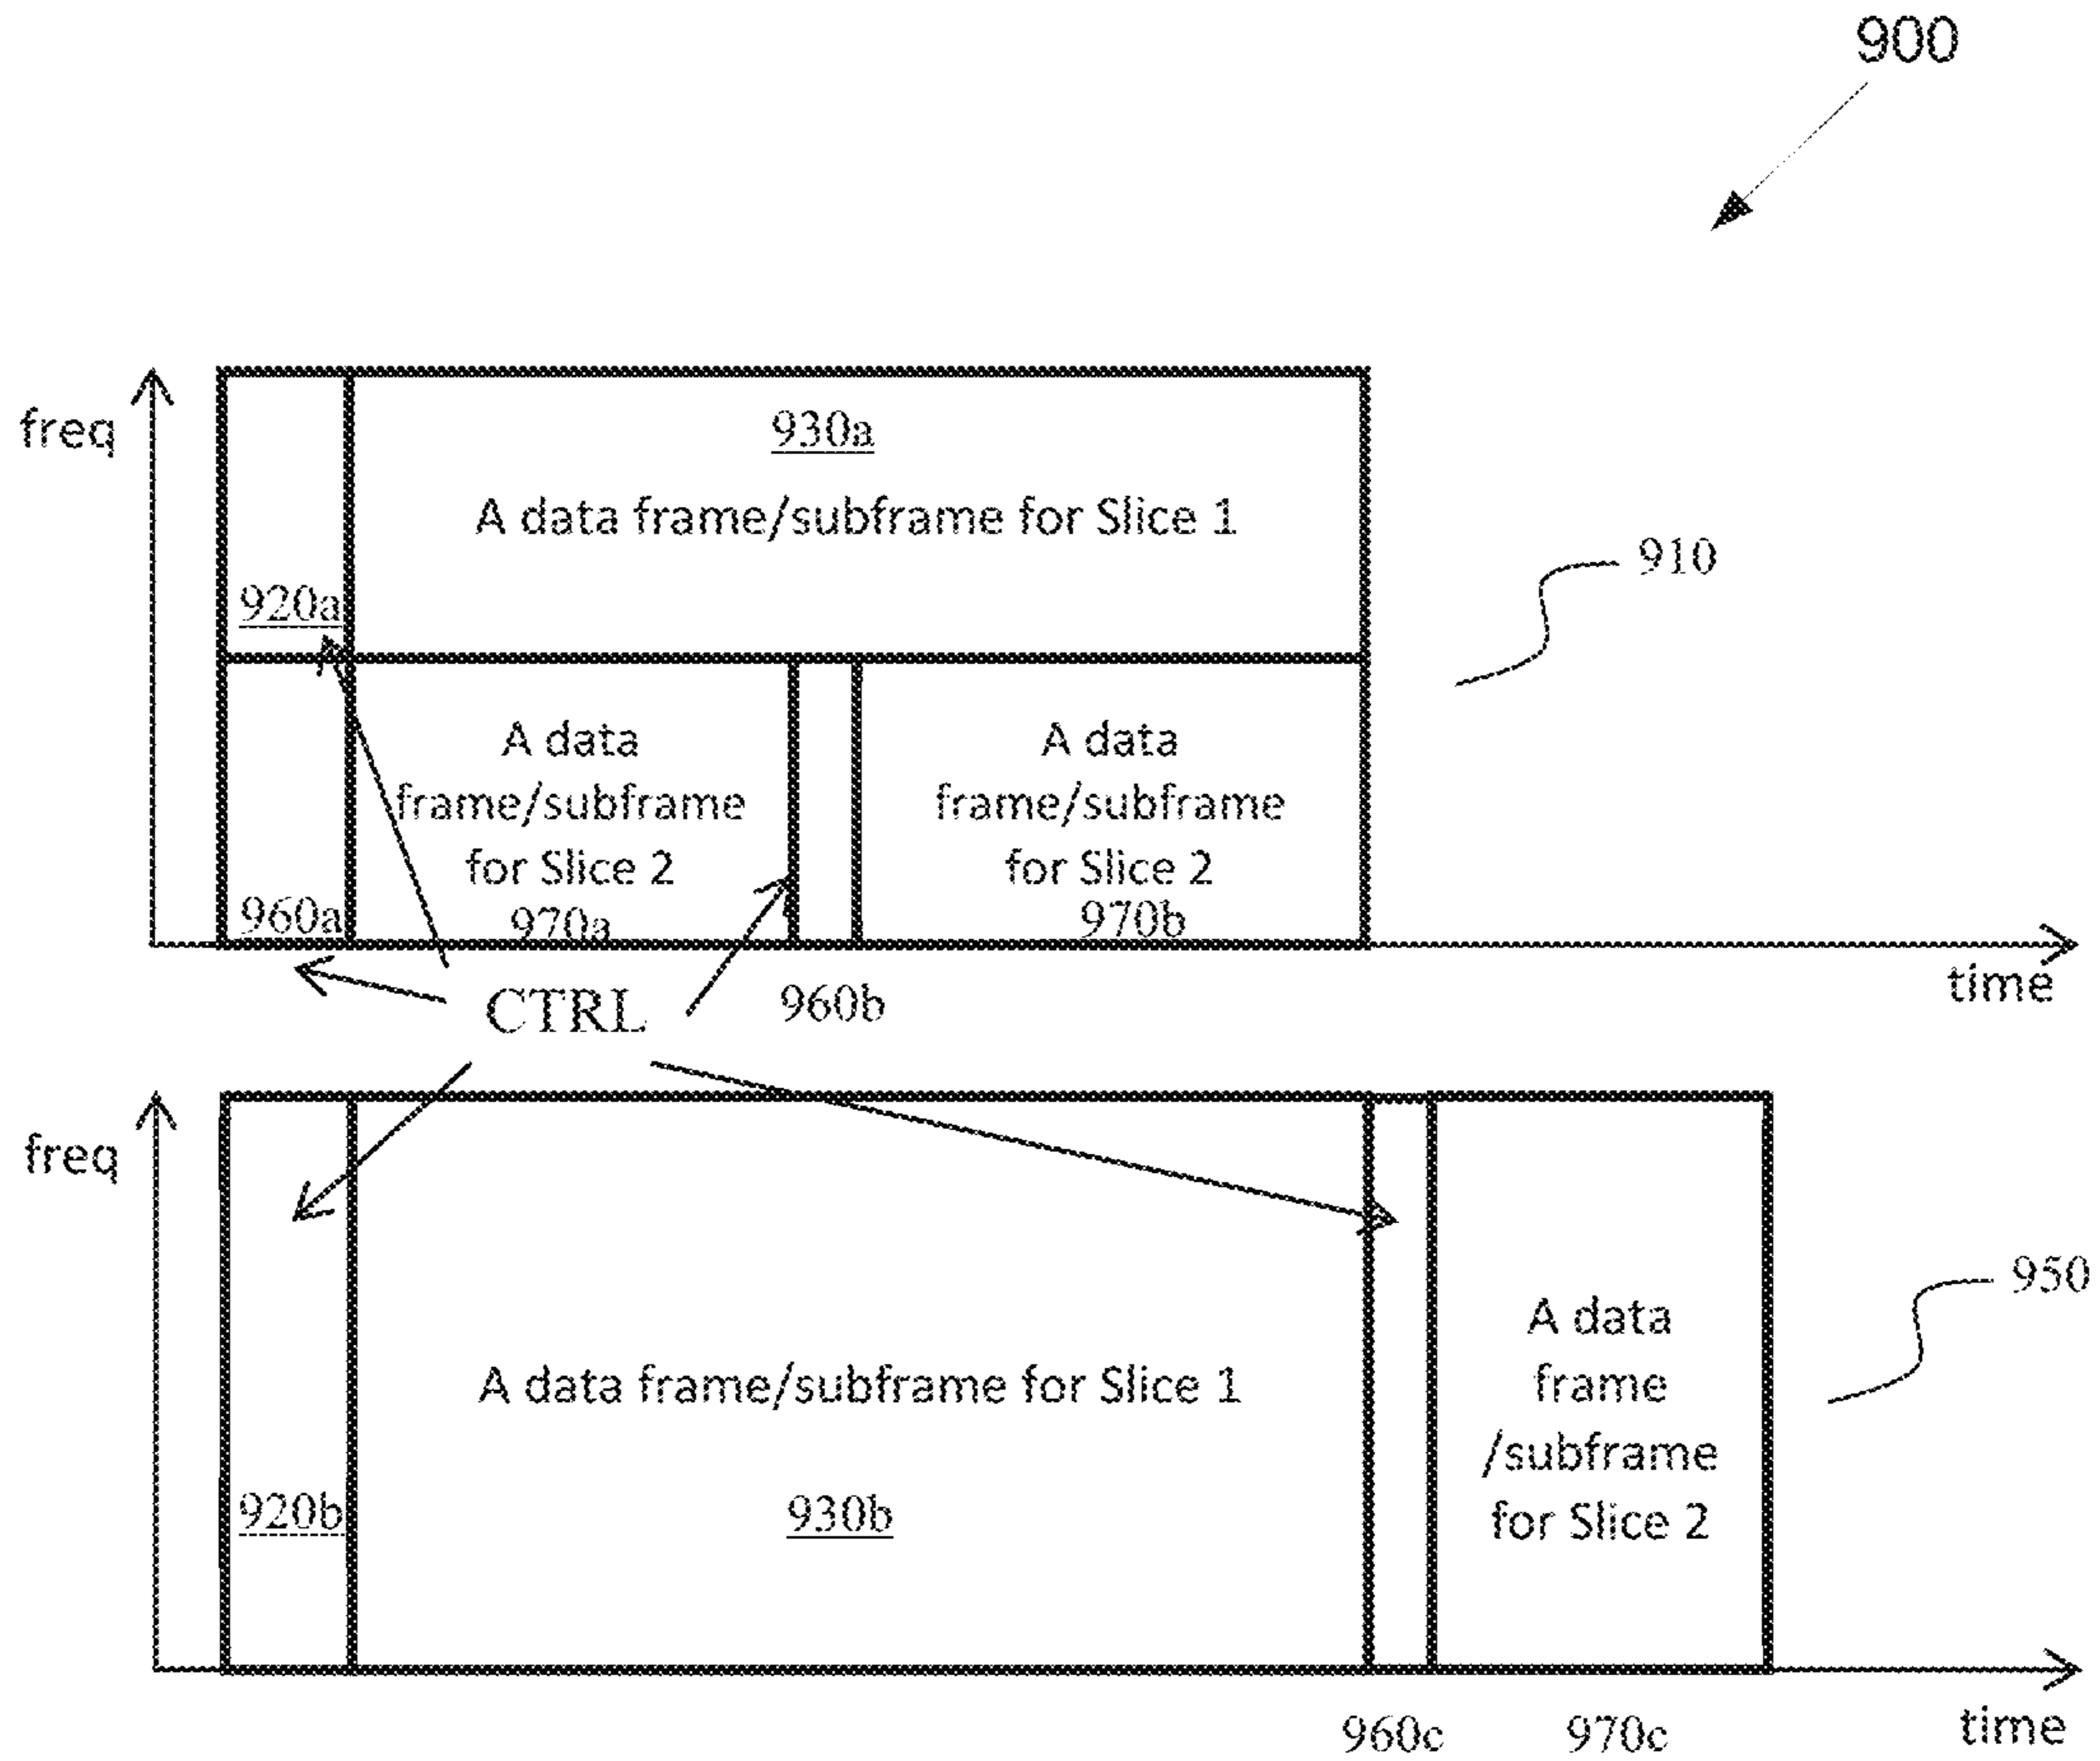 900
freq
930a
A data frame/subframe for Slice 1
910
920a
A data
frame/subframe
for Slice 2
970a
A data
frame/subframe
for Slice 2
970b
960a
time
CTRL
960b
freq
950
A data frame/subframe for Slice 1
A data
frame
/subframe
for Slice 2
920b
930b
960c
970c
time